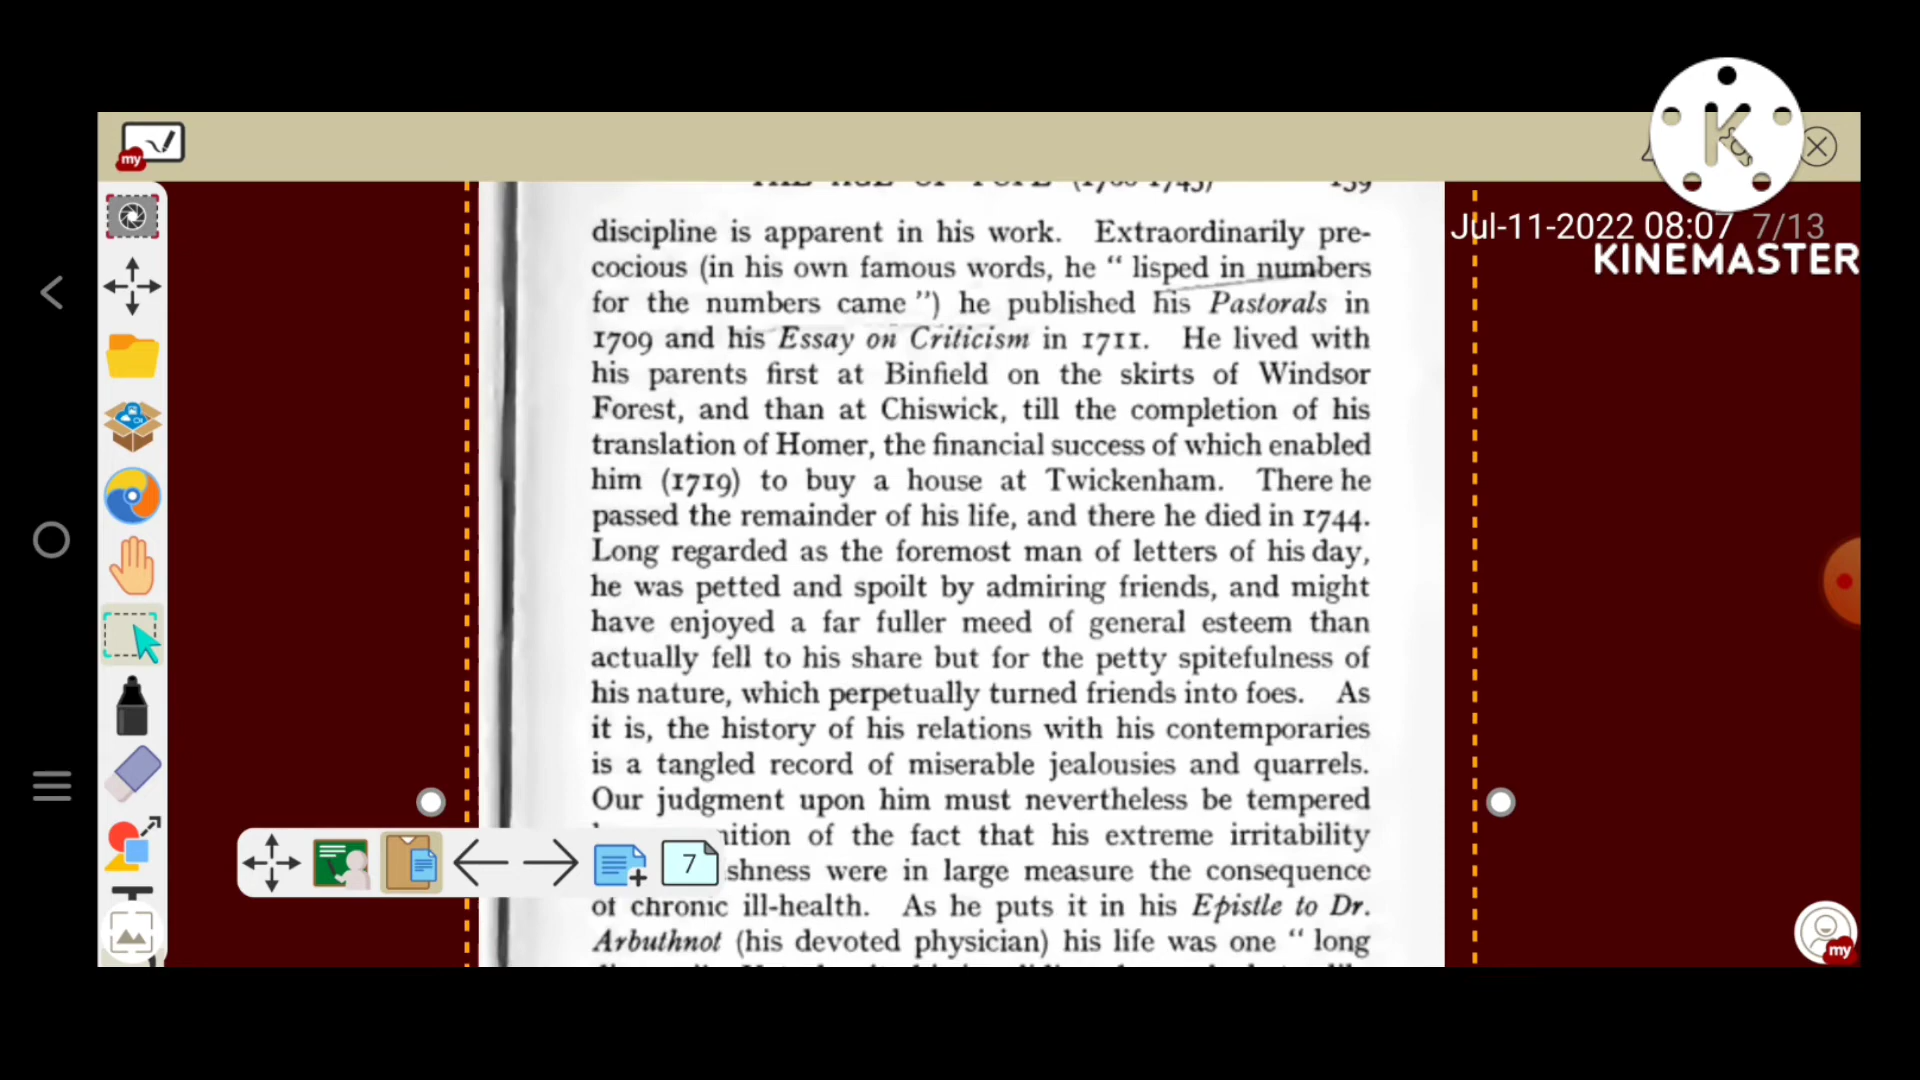 my
K
Jul-11-2022 08:07 7/13
KINEMASTER
THE AGE OF POPE (1700-1745) 159
discipline is apparent in his work. Extraordinarily pre-
cocious (in his own famous words, he “ lisped in numbers
for the numbers came ”) he published his Pastorals in
1709 and his Essay on Criticism in 1711. He lived with
his parents first at Binfield on the skirts of Windsor
Forest, and than at Chiswick, till the completion of his
translation of Homer, the financial success of which enabled
him (1719) to buy a house at Twickenham. There he
passed the remainder of his life, and there he died in 1744.
Long regarded as the foremost man of letters of his day,
he was petted and spoilt by admiring friends, and might
have enjoyed a far fuller meed of general esteem than
actually fell to his share but for the petty spitefulness of
his nature, which perpetually turned friends into foes. As
it is, the history of his relations with his contemporaries
is a tangled record of miserable jealousies and quarrels.
Our judgment upon him must nevertheless be tempered
of the fact that his extreme irritability
were in large measure the consequence
of chronic ill-health. As he puts it in his Epistle to Dr.
Arbuthnot (his devoted physician) his life was one “ long
7
my